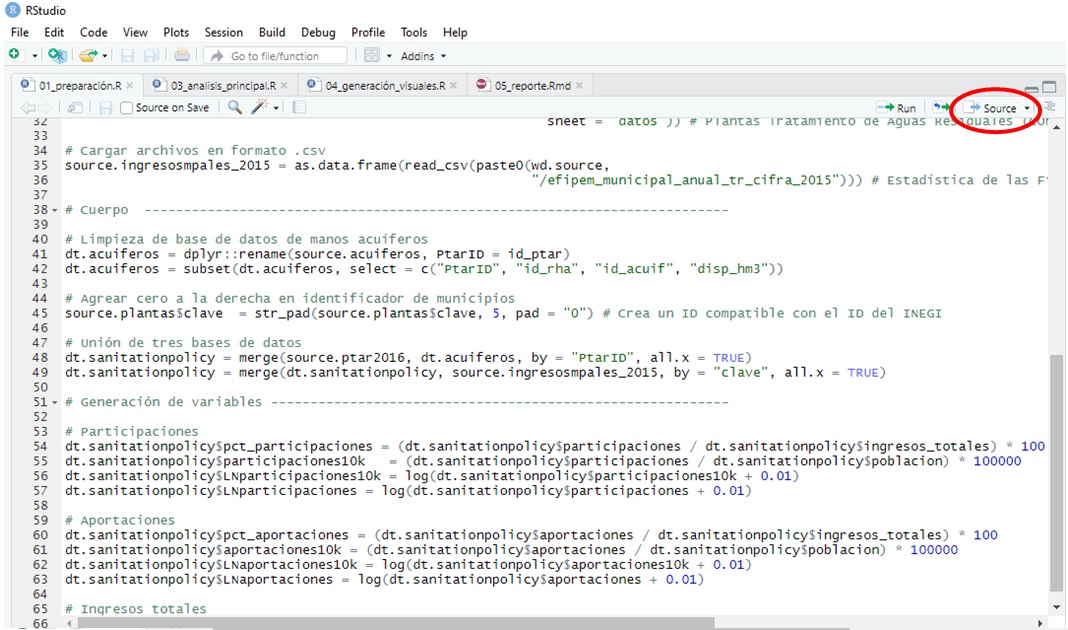 RStudio
File Edit Code View Plots Session Build Debug Profile Tools Help
Go to file/function Addins
01_preparación.R 03_analisis_principal.R 04_generación_visuales.R 05_reporte.Rmd
Source on Save Run Source
32 sheet = "datos")) # Plantas Tratamiento de Aguas Residuales
33
34 # Cargar archivos en formato .csv
35 source.ingresosmpales_2015 = as.data.frame(read_csv(paste0(wd.source,
36 "/efipem_municipal_anual_tr_cifra_2015"))) # Estadística de las
37
38 # Cuerpo --------------------------------------------------------------------------
39
40 # Limpieza de base de datos de manos acuíferos
41 dt.acuiferos = dplyr::rename(source.acuiferos, PtarID = id_ptar)
42 dt.acuiferos = subset(dt.acuiferos, select = c("PtarID", "id_rha", "id_acuif", "disp_hm3"))
43
44 # Agrear cero a la derecha en identificador de municipios
45 source.plantas$clave  = str_pad(source.plantas$clave, 5, pad = "0") # Crea un ID compatible con el ID del INEGI
46
47 # Unión de tres bases de datos
48 dt.sanitationpolicy = merge(source.ptar2016, dt.acuiferos, by = "PtarID", all.x = TRUE)
49 dt.sanitationpolicy = merge(dt.sanitationpolicy, source.ingresosmpales_2015, by = "clave", all.x = TRUE)
50
51 # Generación de variables ----------------------------------------------------------
52
53 # Participaciones
54 dt.sanitationpolicy$pct_participaciones = (dt.sanitationpolicy$participaciones / dt.sanitationpolicy$ingresos_totales) * 100
55 dt.sanitationpolicy$participaciones10k   = (dt.sanitationpolicy$participaciones / dt.sanitationpolicy$poblacion) * 100000
56 dt.sanitationpolicy$LNparticipaciones10k = log(dt.sanitationpolicy$participaciones10k + 0.01)
57 dt.sanitationpolicy$LNparticipaciones = log(dt.sanitationpolicy$participaciones + 0.01)
58
59 # Aportaciones
60 dt.sanitationpolicy$pct_aportaciones = (dt.sanitationpolicy$aportaciones / dt.sanitationpolicy$ingresos_totales) * 100
61 dt.sanitationpolicy$aportaciones10k = (dt.sanitationpolicy$aportaciones / dt.sanitationpolicy$poblacion) * 100000
62 dt.sanitationpolicy$LNaportaciones10k = log(dt.sanitationpolicy$aportaciones10k + 0.01)
63 dt.sanitationpolicy$LNaportaciones = log(dt.sanitationpolicy$aportaciones + 0.01)
64
65 # Ingresos totales
66